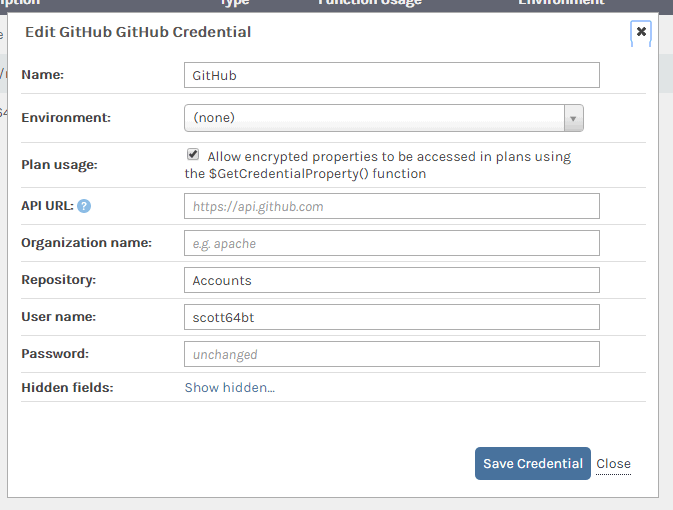 Type Function Usage Environment
Edit GitHub GitHub Credential
Name: GitHub
Environment: (none)
Plan usage: Allow encrypted properties to be accessed in plans using
the $GetCredentialProperty() function
API URL: ? https://api.github.com
Organization name: e.g. apache
Repository: Accounts
User name: scott64bt
Password: unchanged
Hidden fields: Show hidden...
Save Credential Close